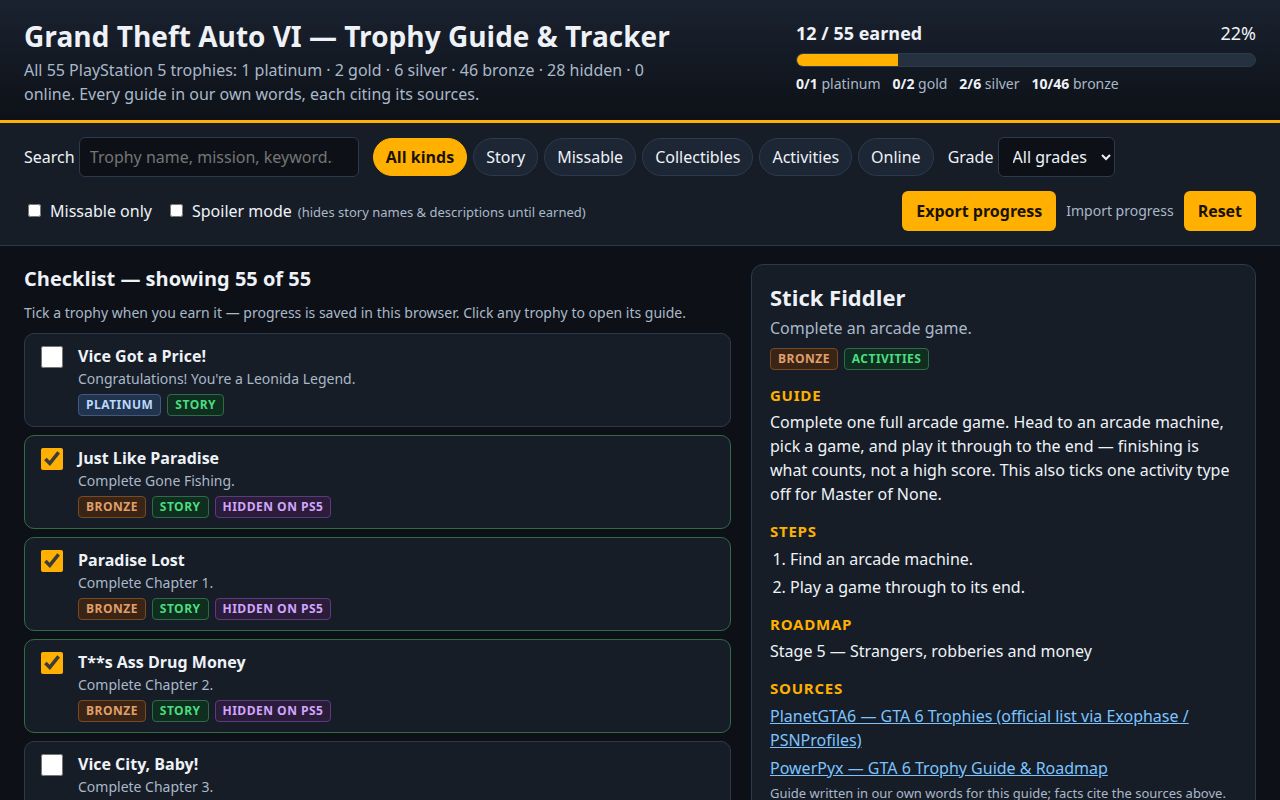 Grand Theft Auto VI — Trophy Guide & Tracker
All 55 PlayStation 5 trophies: 1 platinum · 2 gold · 6 silver · 46 bronze · 28 hidden · 0
online. Every guide in our own words, each citing its sources.
12 / 55 earned 22%
0/1 platinum 0/2 gold 2/6 silver 10/46 bronze
Search Trophy name, mission, keyword. All kinds Story Missable Collectibles Activities Online Grade All grades
Missable only Spoiler mode (hides story names & descriptions until earned) Export progress Import progress Reset
Checklist — showing 55 of 55
Tick a trophy when you earn it — progress is saved in this browser. Click any trophy to open its guide.
Vice Got a Price!
Congratulations! You're a Leonida Legend.
PLATINUM STORY
Just Like Paradise
Complete Gone Fishing.
BRONZE STORY HIDDEN ON PS5
Paradise Lost
Complete Chapter 1.
BRONZE STORY HIDDEN ON PS5
T**s Ass Drug Money
Complete Chapter 2.
BRONZE STORY HIDDEN ON PS5
Vice City, Baby!
Complete Chapter 3.
Stick Fiddler
Complete an arcade game.
BRONZE ACTIVITIES
GUIDE
Complete one full arcade game. Head to an arcade machine,
pick a game, and play it through to the end — finishing is
what counts, not a high score. This also ticks one activity type
off for Master of None.
STEPS
1. Find an arcade machine.
2. Play a game through to its end.
ROADMAP
Stage 5 — Strangers, robberies and money
SOURCES
PlanetGTA6 — GTA 6 Trophies (official list via Exophase /
PSNProfiles)
PowerPyx — GTA 6 Trophy Guide & Roadmap
Guide written in our own words for this guide; facts cite the sources above.